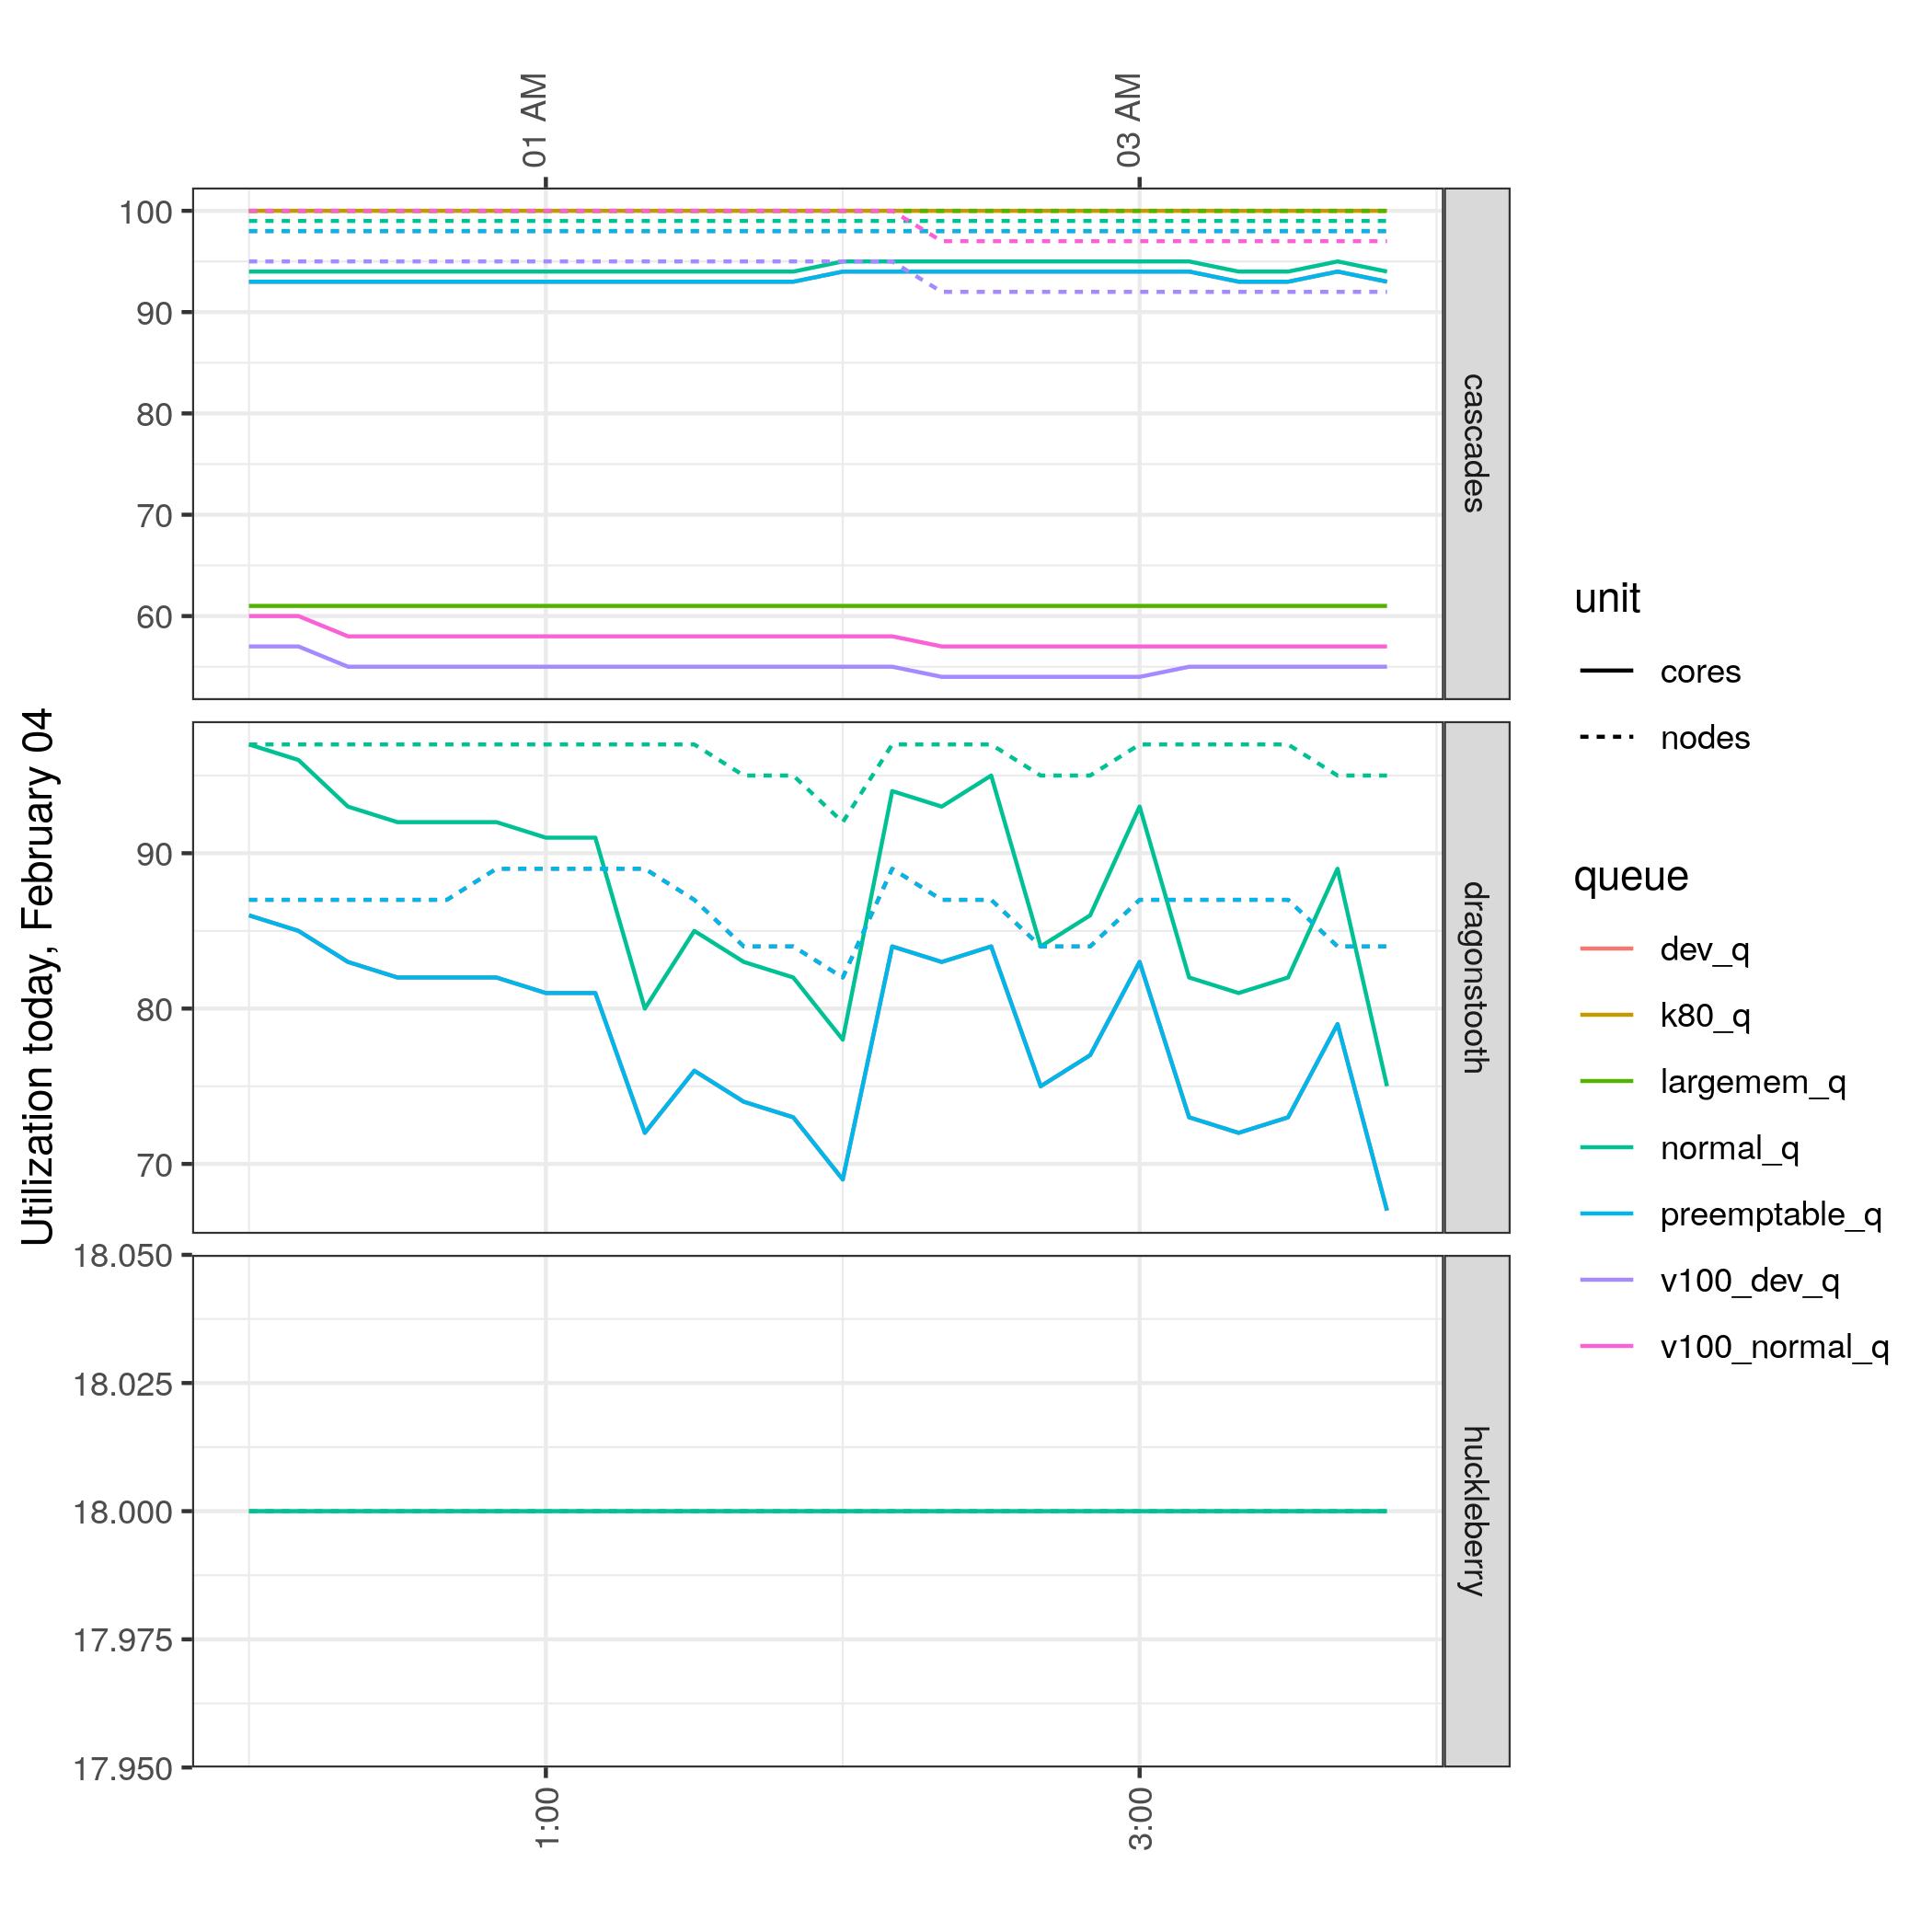 01 AM
03 AM
100
90
80
70
60
cascades
Utilization today, February 04
90
80
70
dragonstooth
18.050
18.025
18.000
17.975
17.950
huckleberry
1:00
3:00
unit
cores
nodes
queue
dev_q
k80_q
largemem_q
normal_q
preemptable_q
v100_dev_q
v100_normal_q